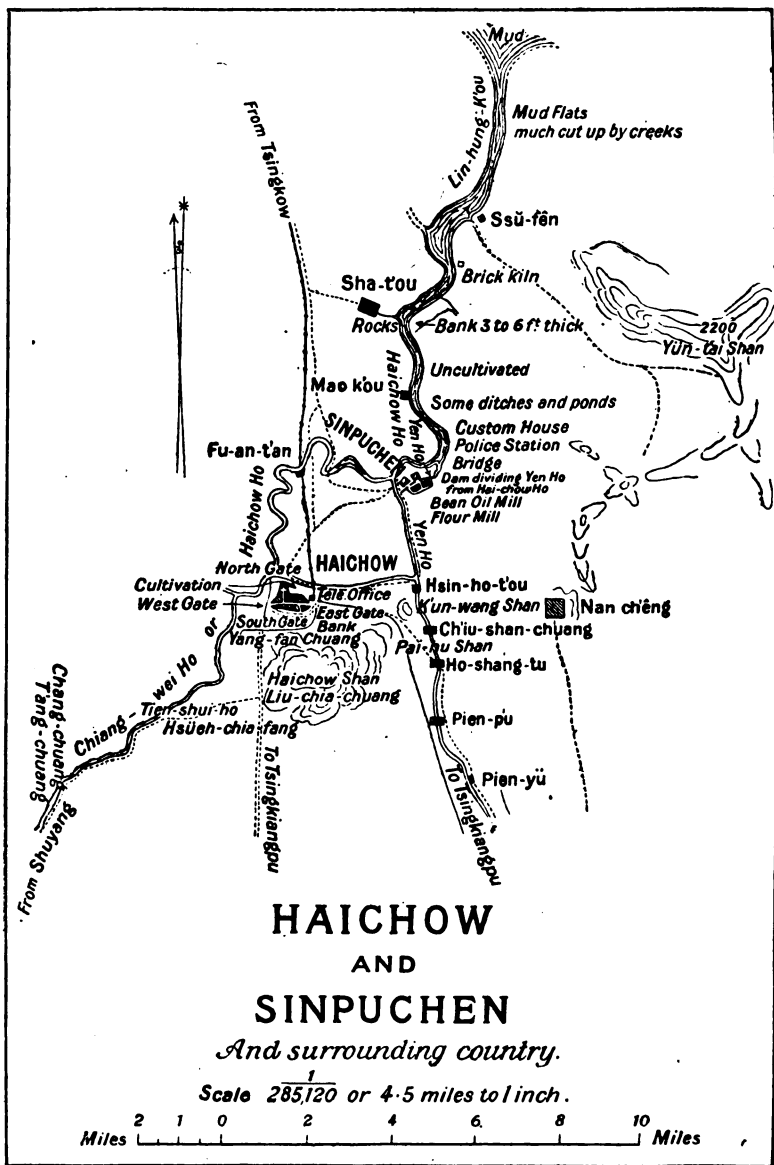 Mud
Lin-hung-K'ou
Mud Flats
much cut up by creeks
From Tsingkow
Ssŭ-fên
Brick kiln
Sha-t'ou
Rocks
Bank 3 to 6 ft thick
2200
Yün-tai Shan
Haichow Ho
Uncultivated
Mao k'ou
Some ditches and ponds
SINPUCHEN
Yen Ho
Custom House
Police Station
Bridge
Fu-an-t'an
Dam dividing Yen Ho
from Hai-chow Ho
Bean Oil Mill
Flour Mill
Haichow Ho
Yen Ho
North Gate
HAICHOW
Cultivation
Tele Office
Hsin-ho-t'ou
West Gate
East Gate
K'un-wang Shan
Nan chêng
South Gate
Bank
Ch'iu-shan-chuang
Yang-fan Chuang
Pai-hu Shan
Ho-shang-tu
Haichow Shan
Liu-chia-chuang
Chiang-wei Ho or
Tien-shui-ho
Hsüeh-chia-fang
Chang-chuang
T'ang-chuang
Pien-p'u
Pien-yü
To Tsingkiangpu
To Tsingkiangpu
From Shuyang
HAICHOW
AND
SINPUCHEN
And surrounding country.
Scale 1/285,120 or 4·5 miles to 1 inch.
Miles 2 1 0 2 4 6 8 10 Miles